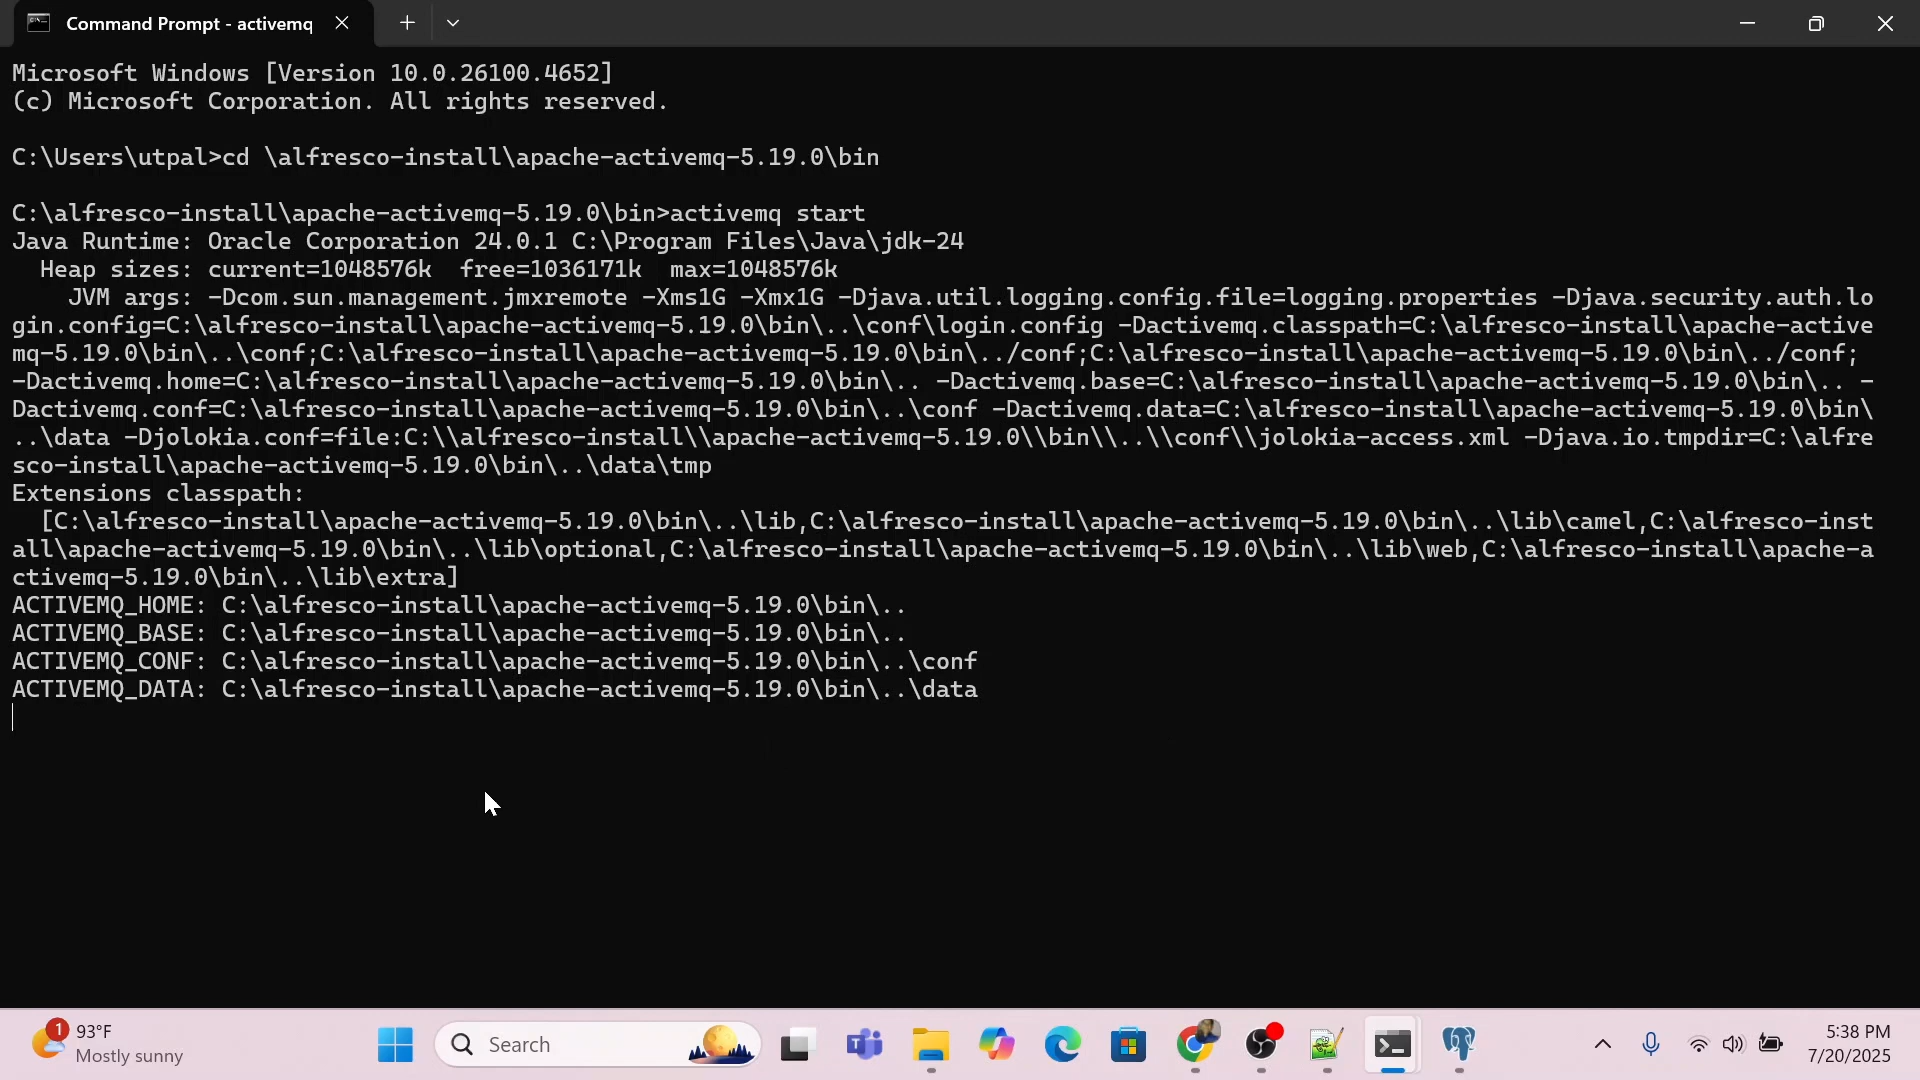 Command Prompt - activemq
Microsoft Windows [Version 10.0.26100.4652]
(c) Microsoft Corporation. All rights reserved.
C:\Users\utpal>cd \alfresco-install\apache-activemq-5.19.0\bin
C:\alfresco-install\apache-activemq-5.19.0\bin>activemq start
Java Runtime: Oracle Corporation 24.0.1 C:\Program Files\Java\jdk-24
  Heap sizes: current=1048576k  free=1036171k  max=1048576k
    JVM args: -Dcom.sun.management.jmxremote -Xms1G -Xmx1G -Djava.util.logging.config.file=logging.properties -Djava.security.auth.lo
gin.config=C:\alfresco-install\apache-activemq-5.19.0\bin\..\conf\login.config -Dactivemq.classpath=C:\alfresco-install\apache-active
mq-5.19.0\bin\..\conf;C:\alfresco-install\apache-activemq-5.19.0\bin\../conf;C:\alfresco-install\apache-activemq-5.19.0\bin\../conf;
-Dactivemq.home=C:\alfresco-install\apache-activemq-5.19.0\bin\.. -Dactivemq.base=C:\alfresco-install\apache-activemq-5.19.0\bin\.. -
Dactivemq.conf=C:\alfresco-install\apache-activemq-5.19.0\bin\..\conf -Dactivemq.data=C:\alfresco-install\apache-activemq-5.19.0\bin\
..\data -Djolokia.conf=file:C:\\alfresco-install\\apache-activemq-5.19.0\\bin\\..\\conf\\jolokia-access.xml -Djava.io.tmpdir=C:\alfre
sco-install\apache-activemq-5.19.0\bin\..\data\tmp
Extensions classpath:
  [C:\alfresco-install\apache-activemq-5.19.0\bin\..\lib,C:\alfresco-install\apache-activemq-5.19.0\bin\..\lib\camel,C:\alfresco-inst
all\apache-activemq-5.19.0\bin\..\lib\optional,C:\alfresco-install\apache-activemq-5.19.0\bin\..\lib\web,C:\alfresco-install\apache-a
ctivemq-5.19.0\bin\..\lib\extra]
ACTIVEMQ_HOME: C:\alfresco-install\apache-activemq-5.19.0\bin\..
ACTIVEMQ_BASE: C:\alfresco-install\apache-activemq-5.19.0\bin\..
ACTIVEMQ_CONF: C:\alfresco-install\apache-activemq-5.19.0\bin\..\conf
ACTIVEMQ_DATA: C:\alfresco-install\apache-activemq-5.19.0\bin\..\data
1
93°F
Mostly sunny
Search
5:38 PM
7/20/2025